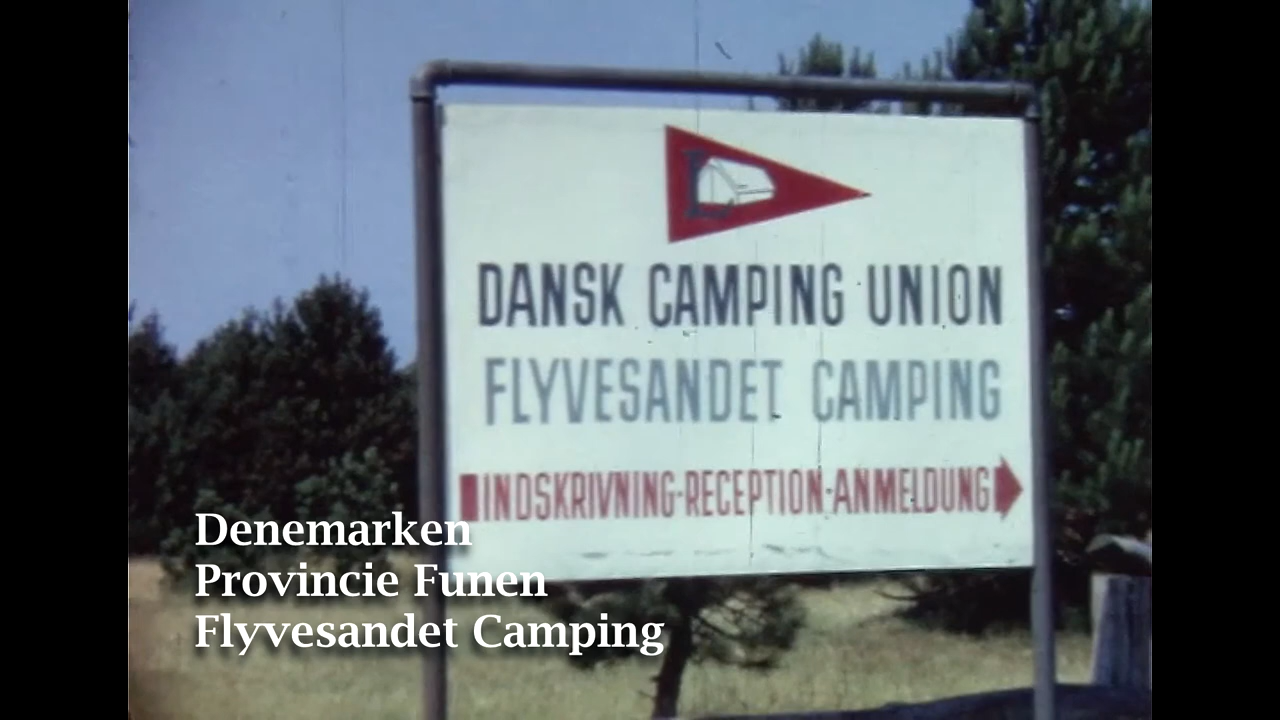 DANSK CAMPING UNION
FLYVESANDET CAMPING
INDSKRIVNING-RECEPTION-ANMELDUNG
Denemarken
Provincie Funen
Flyvesandet Camping